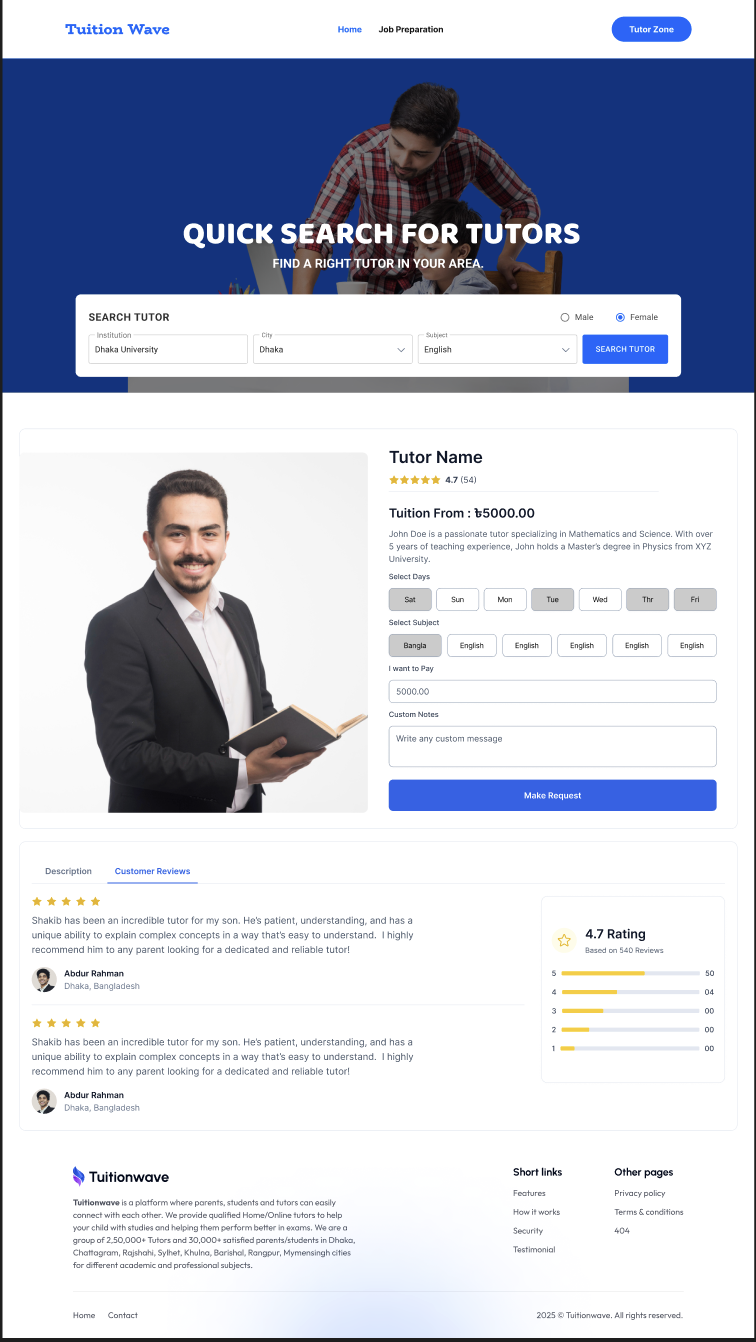 Tuition Wave
Home
Job Preparation
Tutor Zone
QUICK SEARCH FOR TUTORS
FIND A RIGHT TUTOR IN YOUR AREA.
SEARCH TUTOR
Male
Female
Institution
Dhaka University
City
Dhaka
Subject
English
SEARCH TUTOR
Tutor Name
4.7 (54)
Tuition From : ৳5000.00
John Doe is a passionate tutor specializing in Mathematics and Science. With over
5 years of teaching experience, John holds a Master's degree in Physics from XYZ
University.
Select Days
Sat
Sun
Mon
Tue
Wed
Thr
Fri
Select Subject
Bangla
English
English
English
English
English
I want to Pay
5000.00
Custom Notes
Write any custom message
Make Request
Description
Customer Reviews
Shakib has been an incredible tutor for my son. He's patient, understanding, and has a
unique ability to explain complex concepts in a way that's easy to understand.  I highly
recommend him to any parent looking for a dedicated and reliable tutor!
Abdur Rahman
Dhaka, Bangladesh
Shakib has been an incredible tutor for my son. He's patient, understanding, and has a
unique ability to explain complex concepts in a way that's easy to understand.  I highly
recommend him to any parent looking for a dedicated and reliable tutor!
Abdur Rahman
Dhaka, Bangladesh
4.7 Rating
Based on 540 Reviews
5 50
4 04
3 00
2 00
1 00
Tuitionwave
Tuitionwave is a platform where parents, students and tutors can easily
connect with each other. We provide qualified Home/Online tutors to help
your child with studies and helping them perform better in exams. We are a
group of 2,50,000+ Tutors and 30,000+ satisfied parents/students in Dhaka,
Chattogram, Rajshahi, Sylhet, Khulna, Barishal, Rangpur, Mymensingh cities
for different academic and professional subjects.
Short links
Features
How it works
Security
Testimonial
Other pages
Privacy policy
Terms & conditions
404
Home
Contact
2025 © Tuitionwave. All rights reserved.